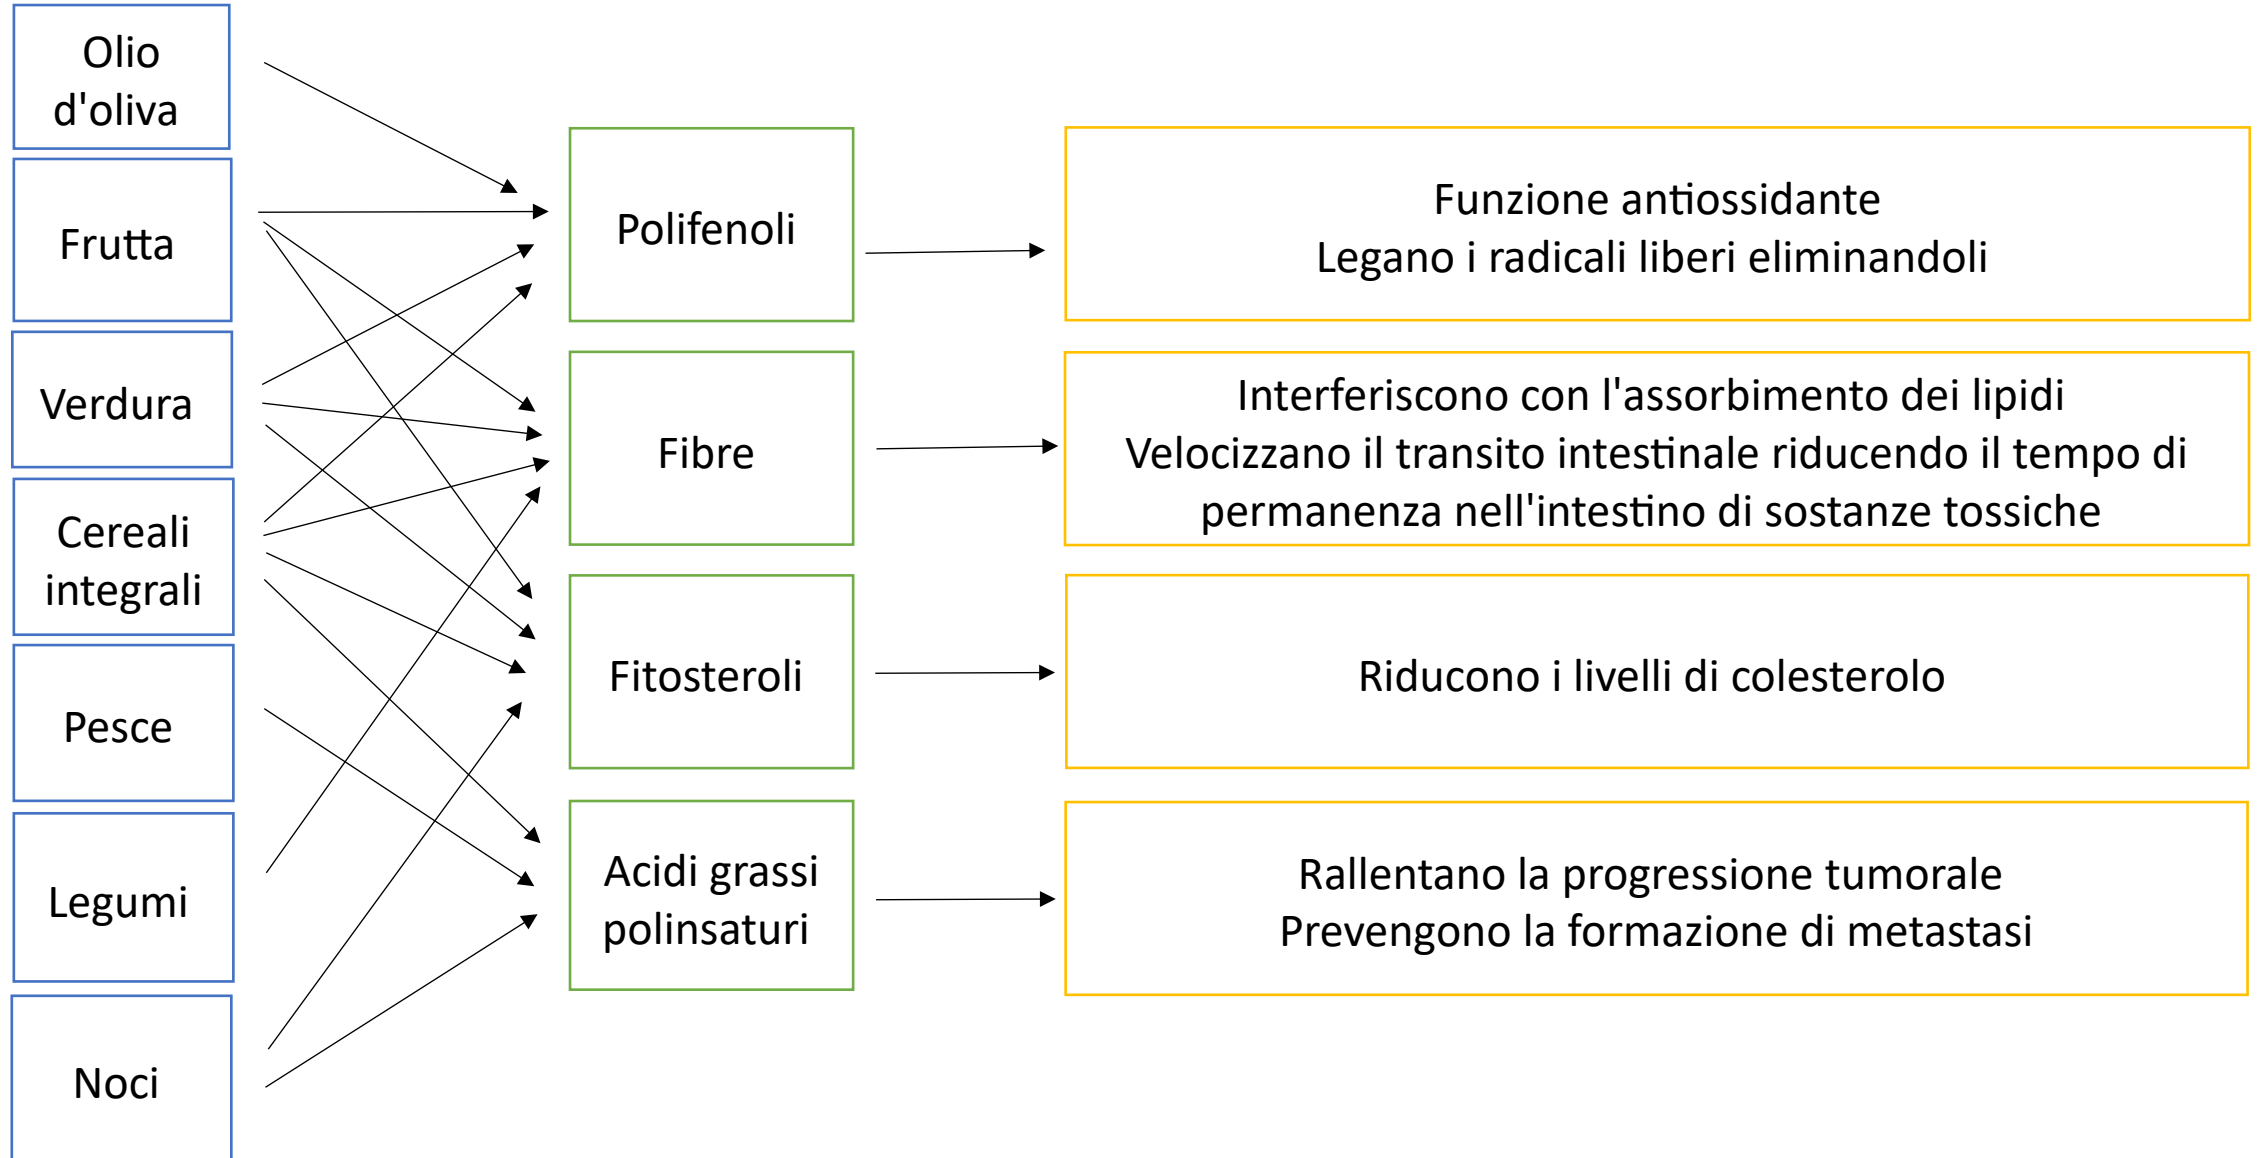 Olio
d'oliva
Frutta
Verdura
Cereali
integrali
Pesce
Legumi
Noci
Polifenoli
Fibre
Fitosteroli
Acidi grassi
polinsaturi
Funzione antiossidante
Legano i radicali liberi eliminandoli
Interferiscono con l'assorbimento dei lipidi
Velocizzano il transito intestinale riducendo il tempo di
permanenza nell'intestino di sostanze tossiche
Riducono i livelli di colesterolo
Rallentano la progressione tumorale
Prevengono la formazione di metastasi